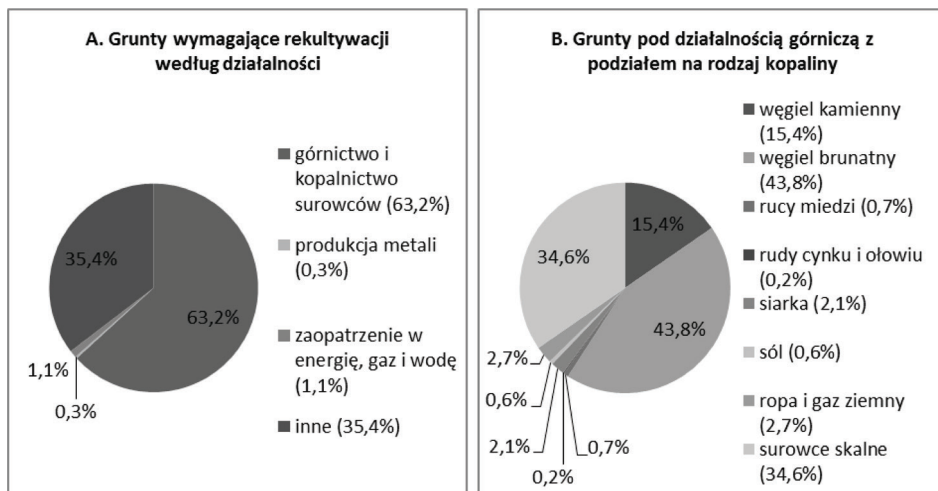 A. Grunty wymagające rekultywacji
według działalności
górnictwo i
kopalnictwo
surowców (63,2%)
produkcja metali
(0,3%)
zaopatrzenie w
energię, gaz i wodę
(1,1%)
inne (35,4%)
35,4%
63,2%
1,1%
0,3%
B. Grunty pod działalnością górniczą z
podziałem na rodzaj kopaliny
węgiel kamienny
(15,4%)
węgiel brunatny
(43,8%)
rucy miedzi (0,7%)
rudy cynku i ołowiu
(0,2%)
siarka (2,1%)
sól (0,6%)
ropa i gaz ziemny
(2,7%)
surowce skalne
(34,6%)
15,4%
34,6%
43,8%
2,7%
0,6%
2,1%
0,2%
0,7%